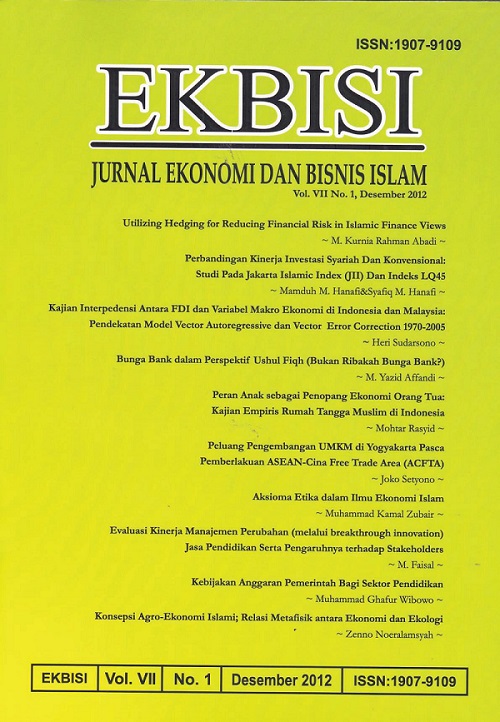 ISSN:1907-9109
EKBISI
JURNAL EKONOMI DAN BISNIS ISLAM
Vol. VII No. 1, Desember 2012
Utilizing Hedging for Reducing Financial Risk in Islamic Finance Views
~ M. Kurnia Rahman Abadi ~
Perbandingan Kinerja Investasi Syariah Dan Konvensional:
Studi Pada Jakarta Islamic Index (JII) Dan Indeks LQ45
~ Mamduh M. Hanafi&Syafiq M. Hanafi ~
Kajian Interpedensi Antara FDI dan Variabel Makro Ekonomi di Indonesia dan Malaysia:
Pendekatan Model Vector Autoregressive dan Vector Error Correction 1970-2005
~ Heri Sudarsono ~
Bunga Bank dalam Perspektif Ushul Fiqh (Bukan Ribakah Bunga Bank?)
~ M. Yazid Affandi ~
Peran Anak sebagai Penopang Ekonomi Orang Tua:
Kajian Empiris Rumah Tangga Muslim di Indonesia
~ Mohtar Rasyid ~
Peluang Pengembangan UMKM di Yogyakarta Pasca
Pemberlakuan ASEAN-Cina Free Trade Area (ACFTA)
~ Joko Setyono ~
Aksioma Etika dalam Ilmu Ekonomi Islam
~ Muhammad Kamal Zubair ~
Evaluasi Kinerja Manajemen Perubahan (melalui breakthrough innovation)
Jasa Pendidikan Serta Pengaruhnya terhadap Stakeholders
~ M. Faisal ~
Kebijakan Anggaran Pemerintah Bagi Sektor Pendidikan
~ Muhammad Ghafur Wibowo ~
Konsepsi Agro-Ekonomi Islami; Relasi Metafisik antara Ekonomi dan Ekologi
~ Zenno Noeralamsyah ~
EKBISI Vol. VII No. 1 Desember 2012 ISSN:1907-9109